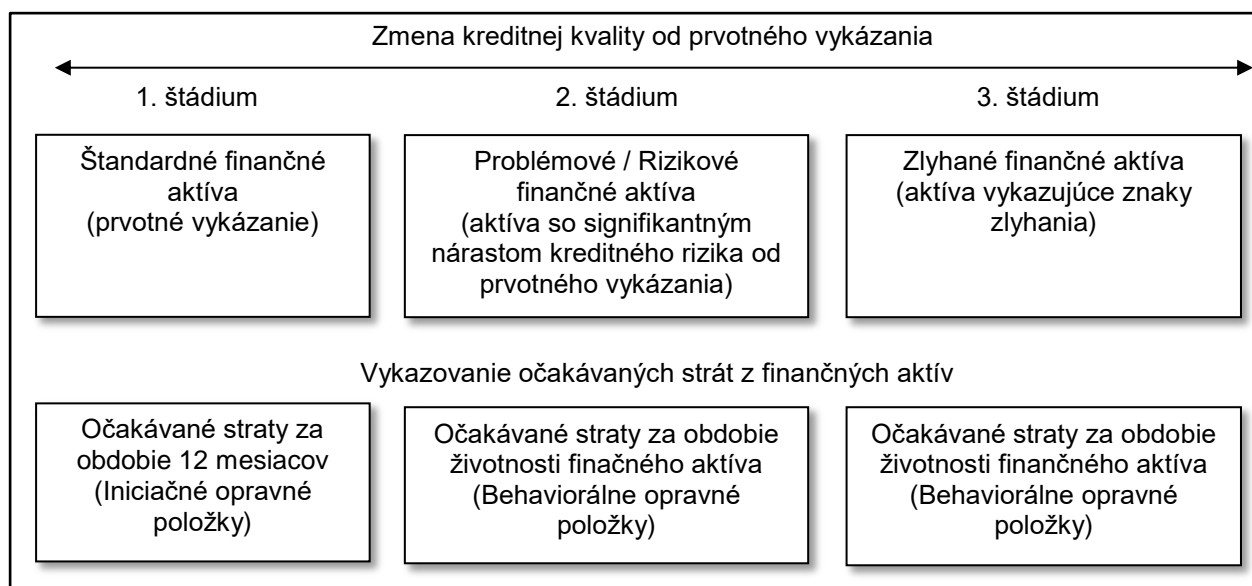 Zmena kreditnej kvality od prvotného vykázania
1. štádium
2. štádium
3. štádium
Štandardné finančné
aktíva
(prvotné vykázanie)
Problémové / Rizikové
finančné aktíva
(aktíva so signifikantným
nárastom kreditného rizika od
prvotného vykázania)
Zlyhané finančné aktíva
(aktíva vykazujúce znaky
zlyhania)
Vykazovanie očakávaných strát z finančných aktív
Očakávané straty za
obdobie 12 mesiacov
(Iniciačné opravné
položky)
Očakávané straty za obdobie
životnosti finačného aktíva
(Behaviorálne opravné
položky)
Očakávané straty za obdobie
životnosti finančného aktíva
(Behaviorálne opravné
položky)